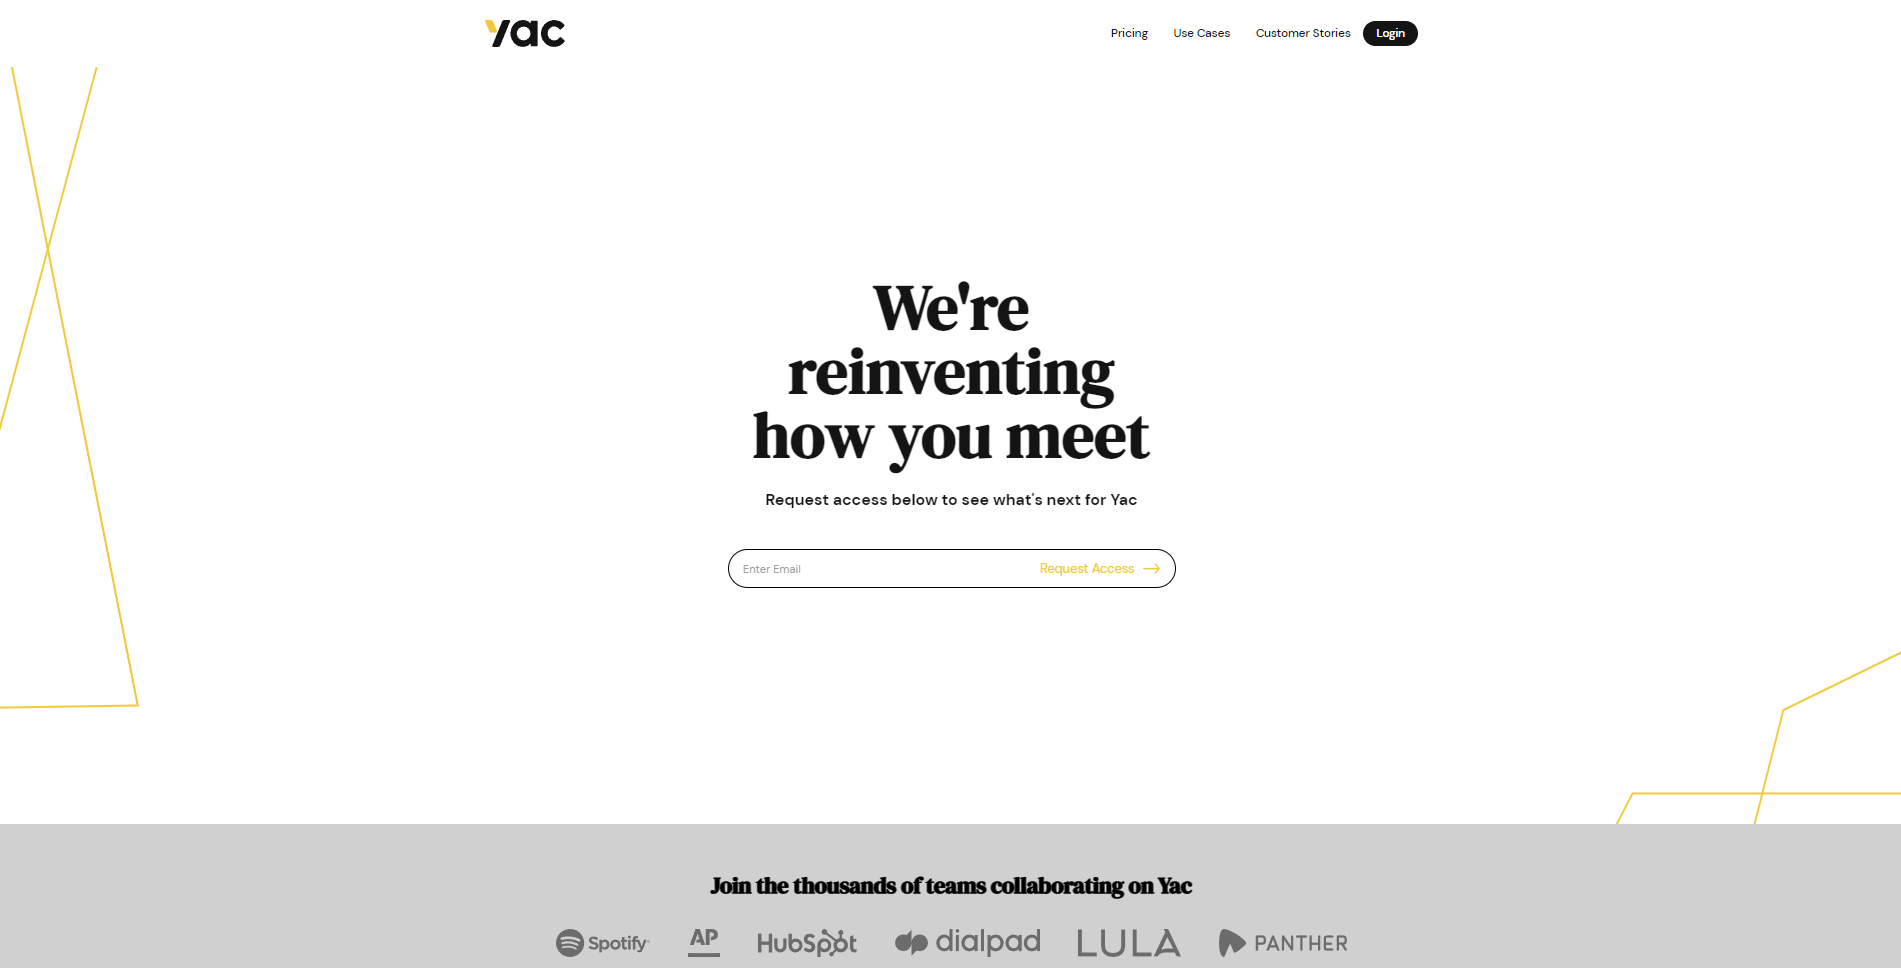 yac
Pricing
Use Cases
Customer Stories
Login
We're
reinventing
how you meet
Request access below to see what's next for Yac
Enter Email
Request Access
Join the thousands of teams collaborating on Yac
Spotify
AP
HubSpot
dialpad
LULA
PANTHER